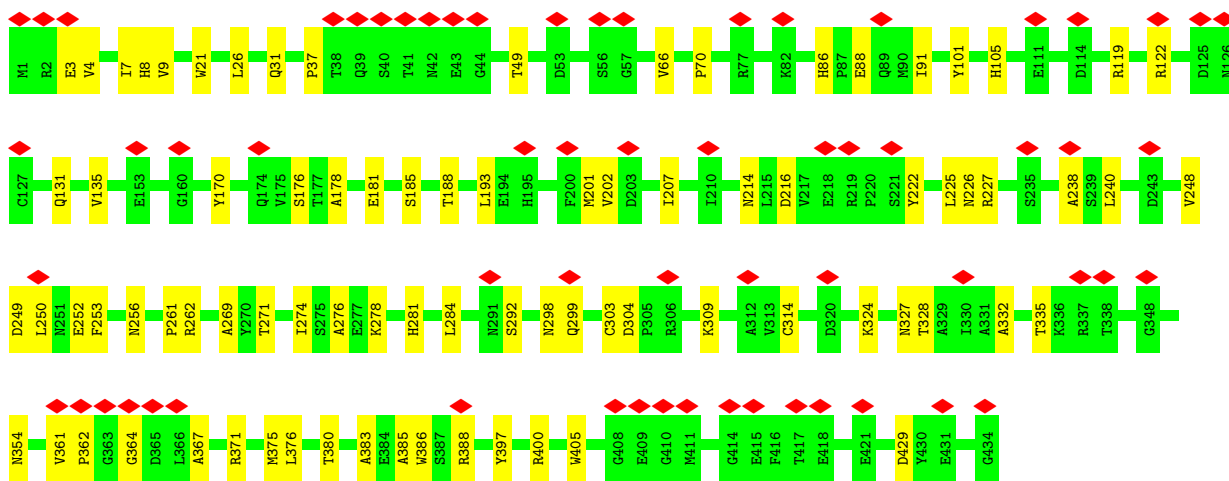 M1 R2 E3 V4 I7 H8 V9 W21 L26 Q31 P37 T38 Q39 S40 T41 N42 E43 G44 T49 D53 S56 G57 V66 P70 R77 K82 H86 P87 E88 Q89 M90 I91 Y101 H105 E111 D114 R119 R122 D125 N126
C127 Q131 V135 E153 G160 Y170 Q174 V175 S176 T177 A178 E181 S185 T188 L193 E194 H195 F200 M201 V202 D203 I207 I210 N214 L215 D216 V217 E218 R219 P220 S221 Y222 L225 N226 R227 S235 A238 S239 L240 D243 V248
D249 L250 N251 E252 F253 N256 P261 R262 A269 Y270 T271 I274 S275 A276 E277 K278 H281 L284 N291 S292 N298 Q299 C303 D304 P305 R306 K309 A312 V313 C314 D320 K324 N327 T328 A329 I330 A331 A332 T335 K336 R337 T338 G348
N354 V361 P362 G363 G364 D365 L366 A367 R371 M375 L376 T380 A383 E384 A385 W386 S387 R388 Y397 R400 W405 G408 E409 G410 M411 G414 E415 F416 T417 E418 E421 D429 Y430 E431 G434